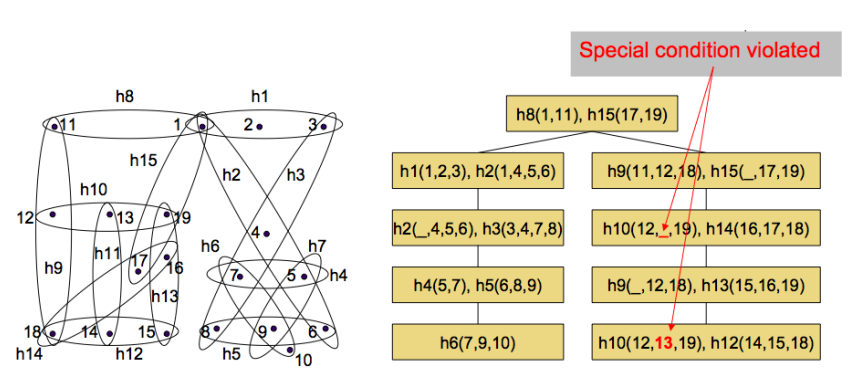 Special condition violated
h8
h1
11
1
2
3
h15
h2
h3
h10
12
13
19
4
h11
17
16
h6
h7
h9
h13
7
5
h4
18
14
15
8
9
6
h14
h12
h5
10
h8(1,11), h15(17,19)
h1(1,2,3), h2(1,4,5,6)
h9(11,12,18), h15(_,17,19)
h2(_,4,5,6), h3(3,4,7,8)
h10(12,_,19), h14(16,17,18)
h4(5,7), h5(6,8,9)
h9(_,12,18), h13(15,16,19)
h6(7,9,10)
h10(12,13,19), h12(14,15,18)